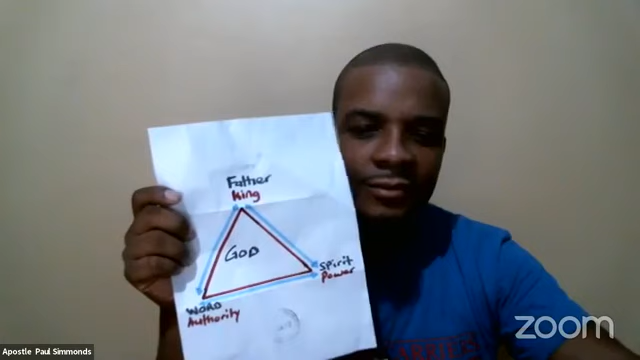 Father
King
GOD
Spirit
Power
WORD
Authority
zoom
Apostle Paul Simmonds